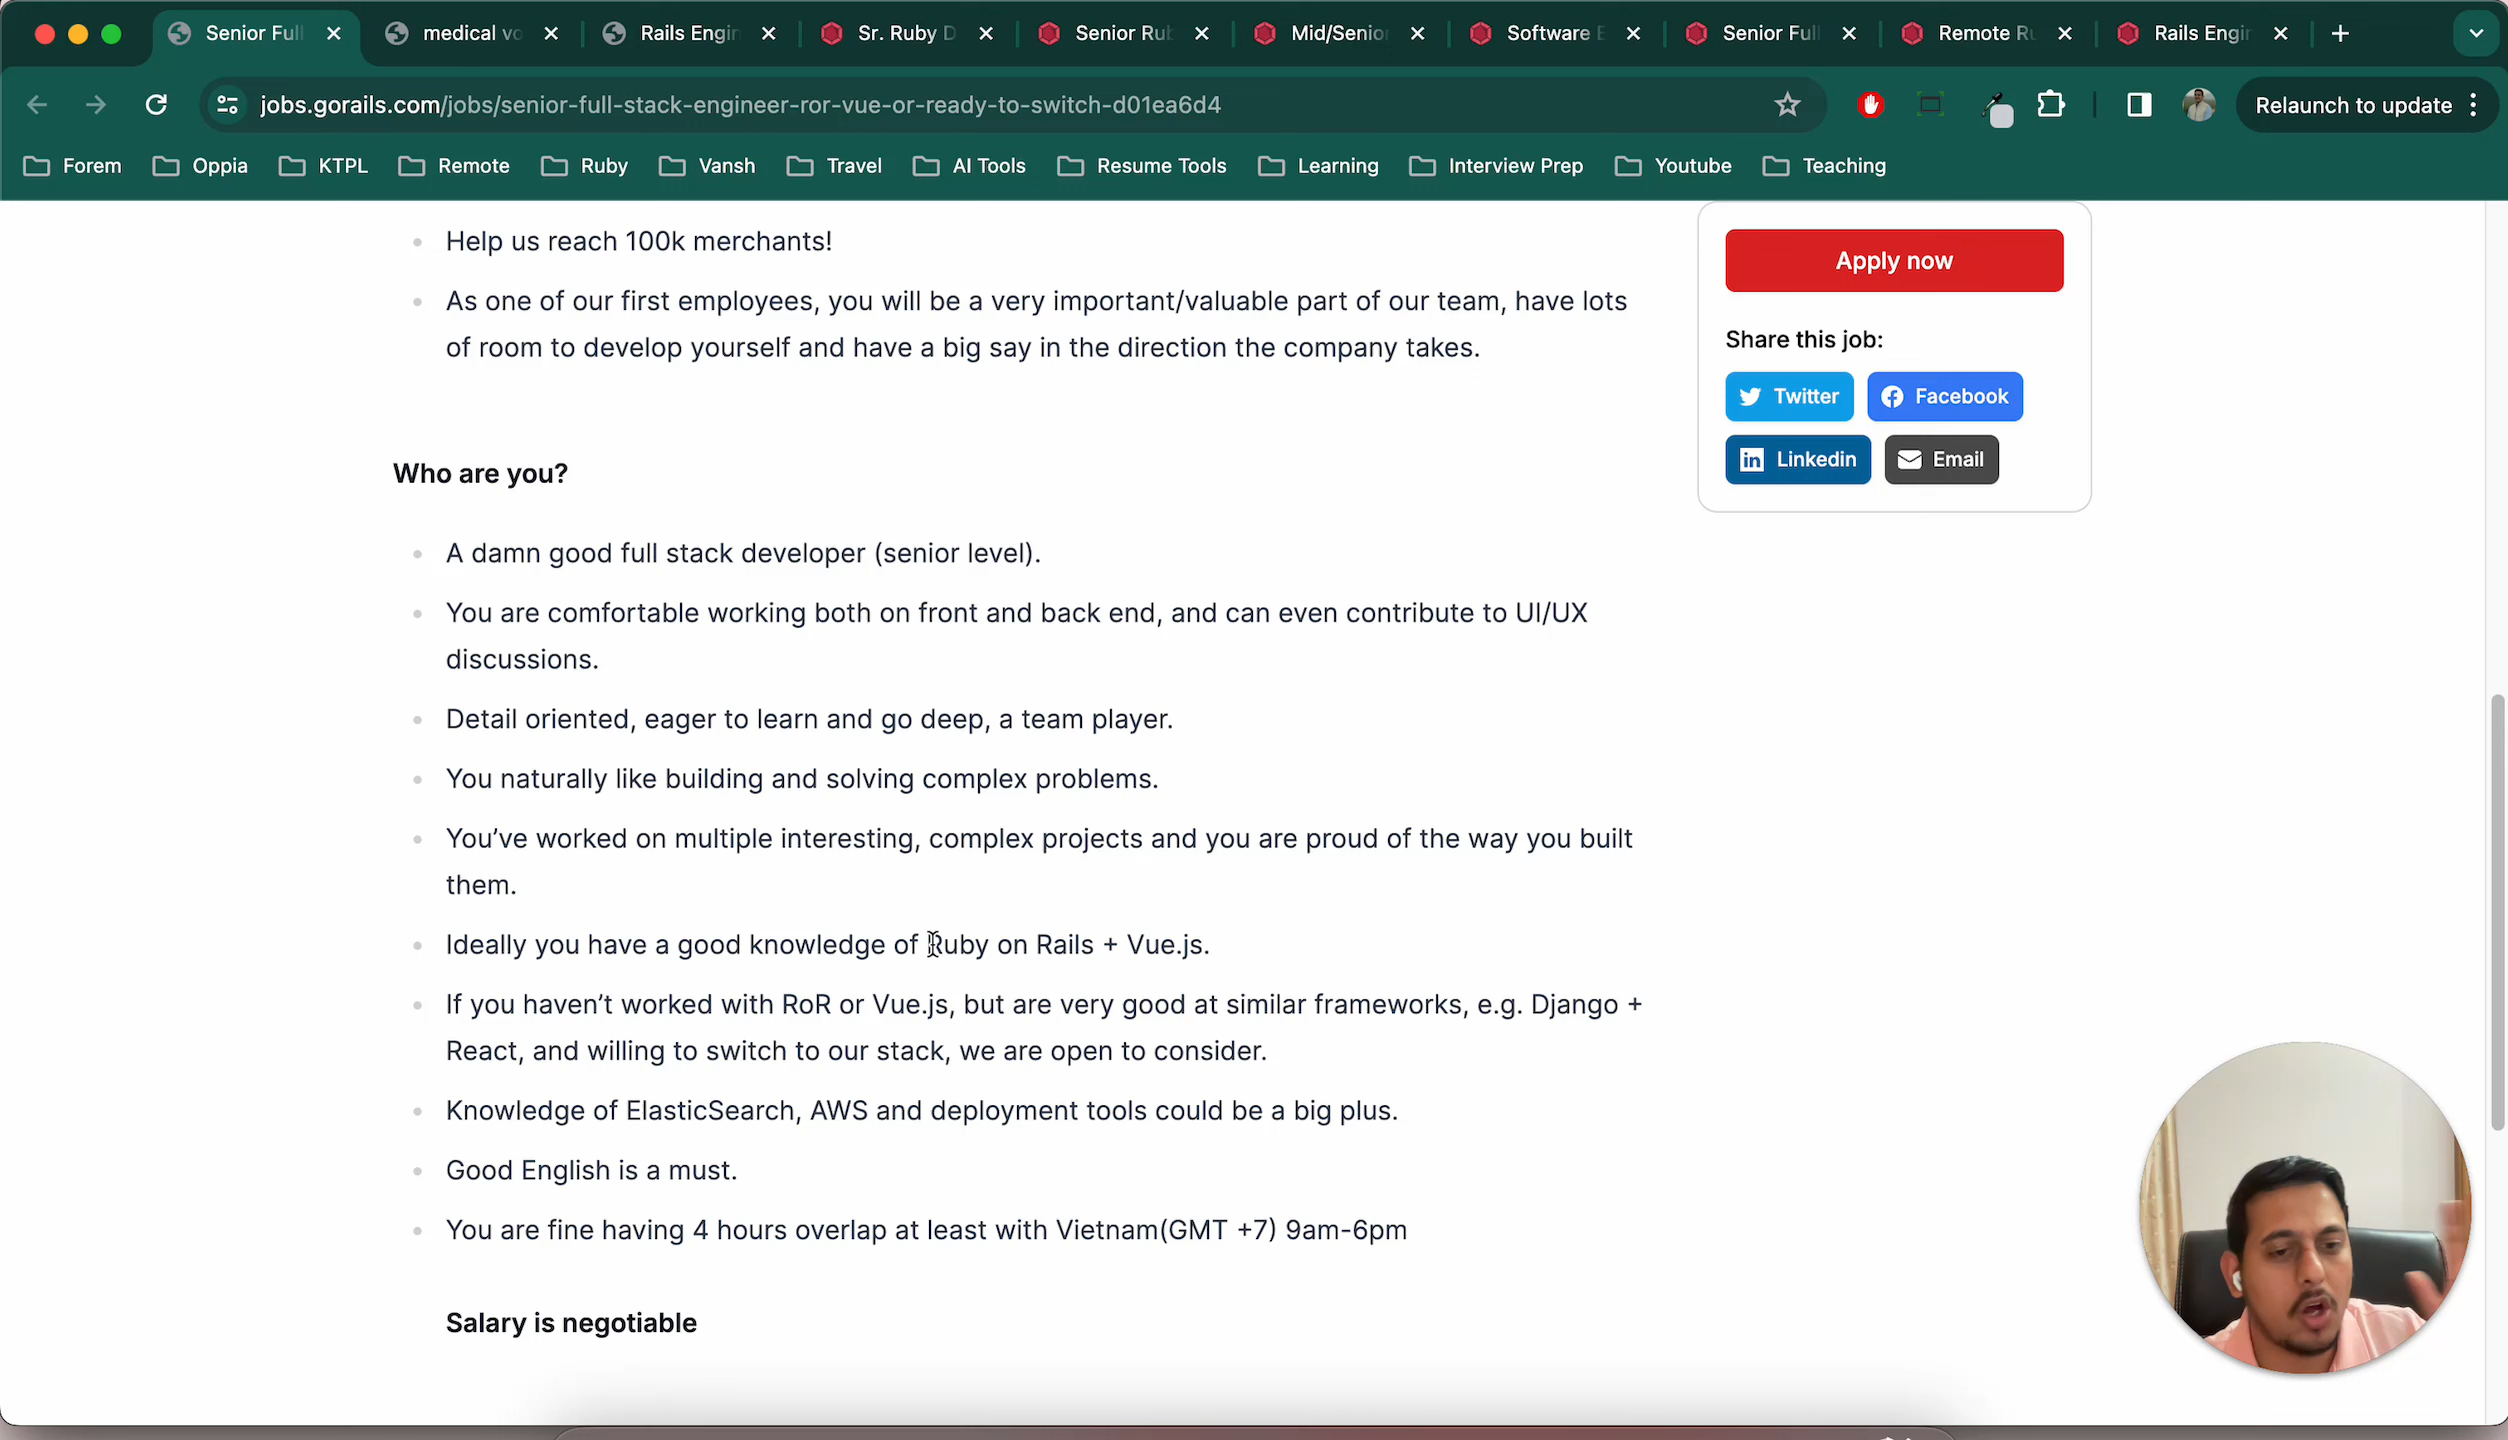 Senior Full
medical vo
Rails Engin
Sr. Ruby D
Senior Rub
Mid/Senior
Software E
Senior Full
Remote Ru
Rails Engin
jobs.gorails.com/jobs/senior-full-stack-engineer-ror-vue-or-ready-to-switch-d01ea6d4
Relaunch to update
Forem
Oppia
KTPL
Remote
Ruby
Vansh
Travel
AI Tools
Resume Tools
Learning
Interview Prep
Youtube
Teaching
Help us reach 100k merchants!
As one of our first employees, you will be a very important/valuable part of our team, have lots
of room to develop yourself and have a big say in the direction the company takes.
Who are you?
A damn good full stack developer (senior level).
You are comfortable working both on front and back end, and can even contribute to UI/UX
discussions.
Detail oriented, eager to learn and go deep, a team player.
You naturally like building and solving complex problems.
You’ve worked on multiple interesting, complex projects and you are proud of the way you built
them.
Ideally you have a good knowledge of Ruby on Rails + Vue.js.
If you haven’t worked with RoR or Vue.js, but are very good at similar frameworks, e.g. Django +
React, and willing to switch to our stack, we are open to consider.
Knowledge of ElasticSearch, AWS and deployment tools could be a big plus.
Good English is a must.
You are fine having 4 hours overlap at least with Vietnam(GMT +7) 9am-6pm
Salary is negotiable
Apply now
Share this job:
Twitter
Facebook
Linkedin
Email